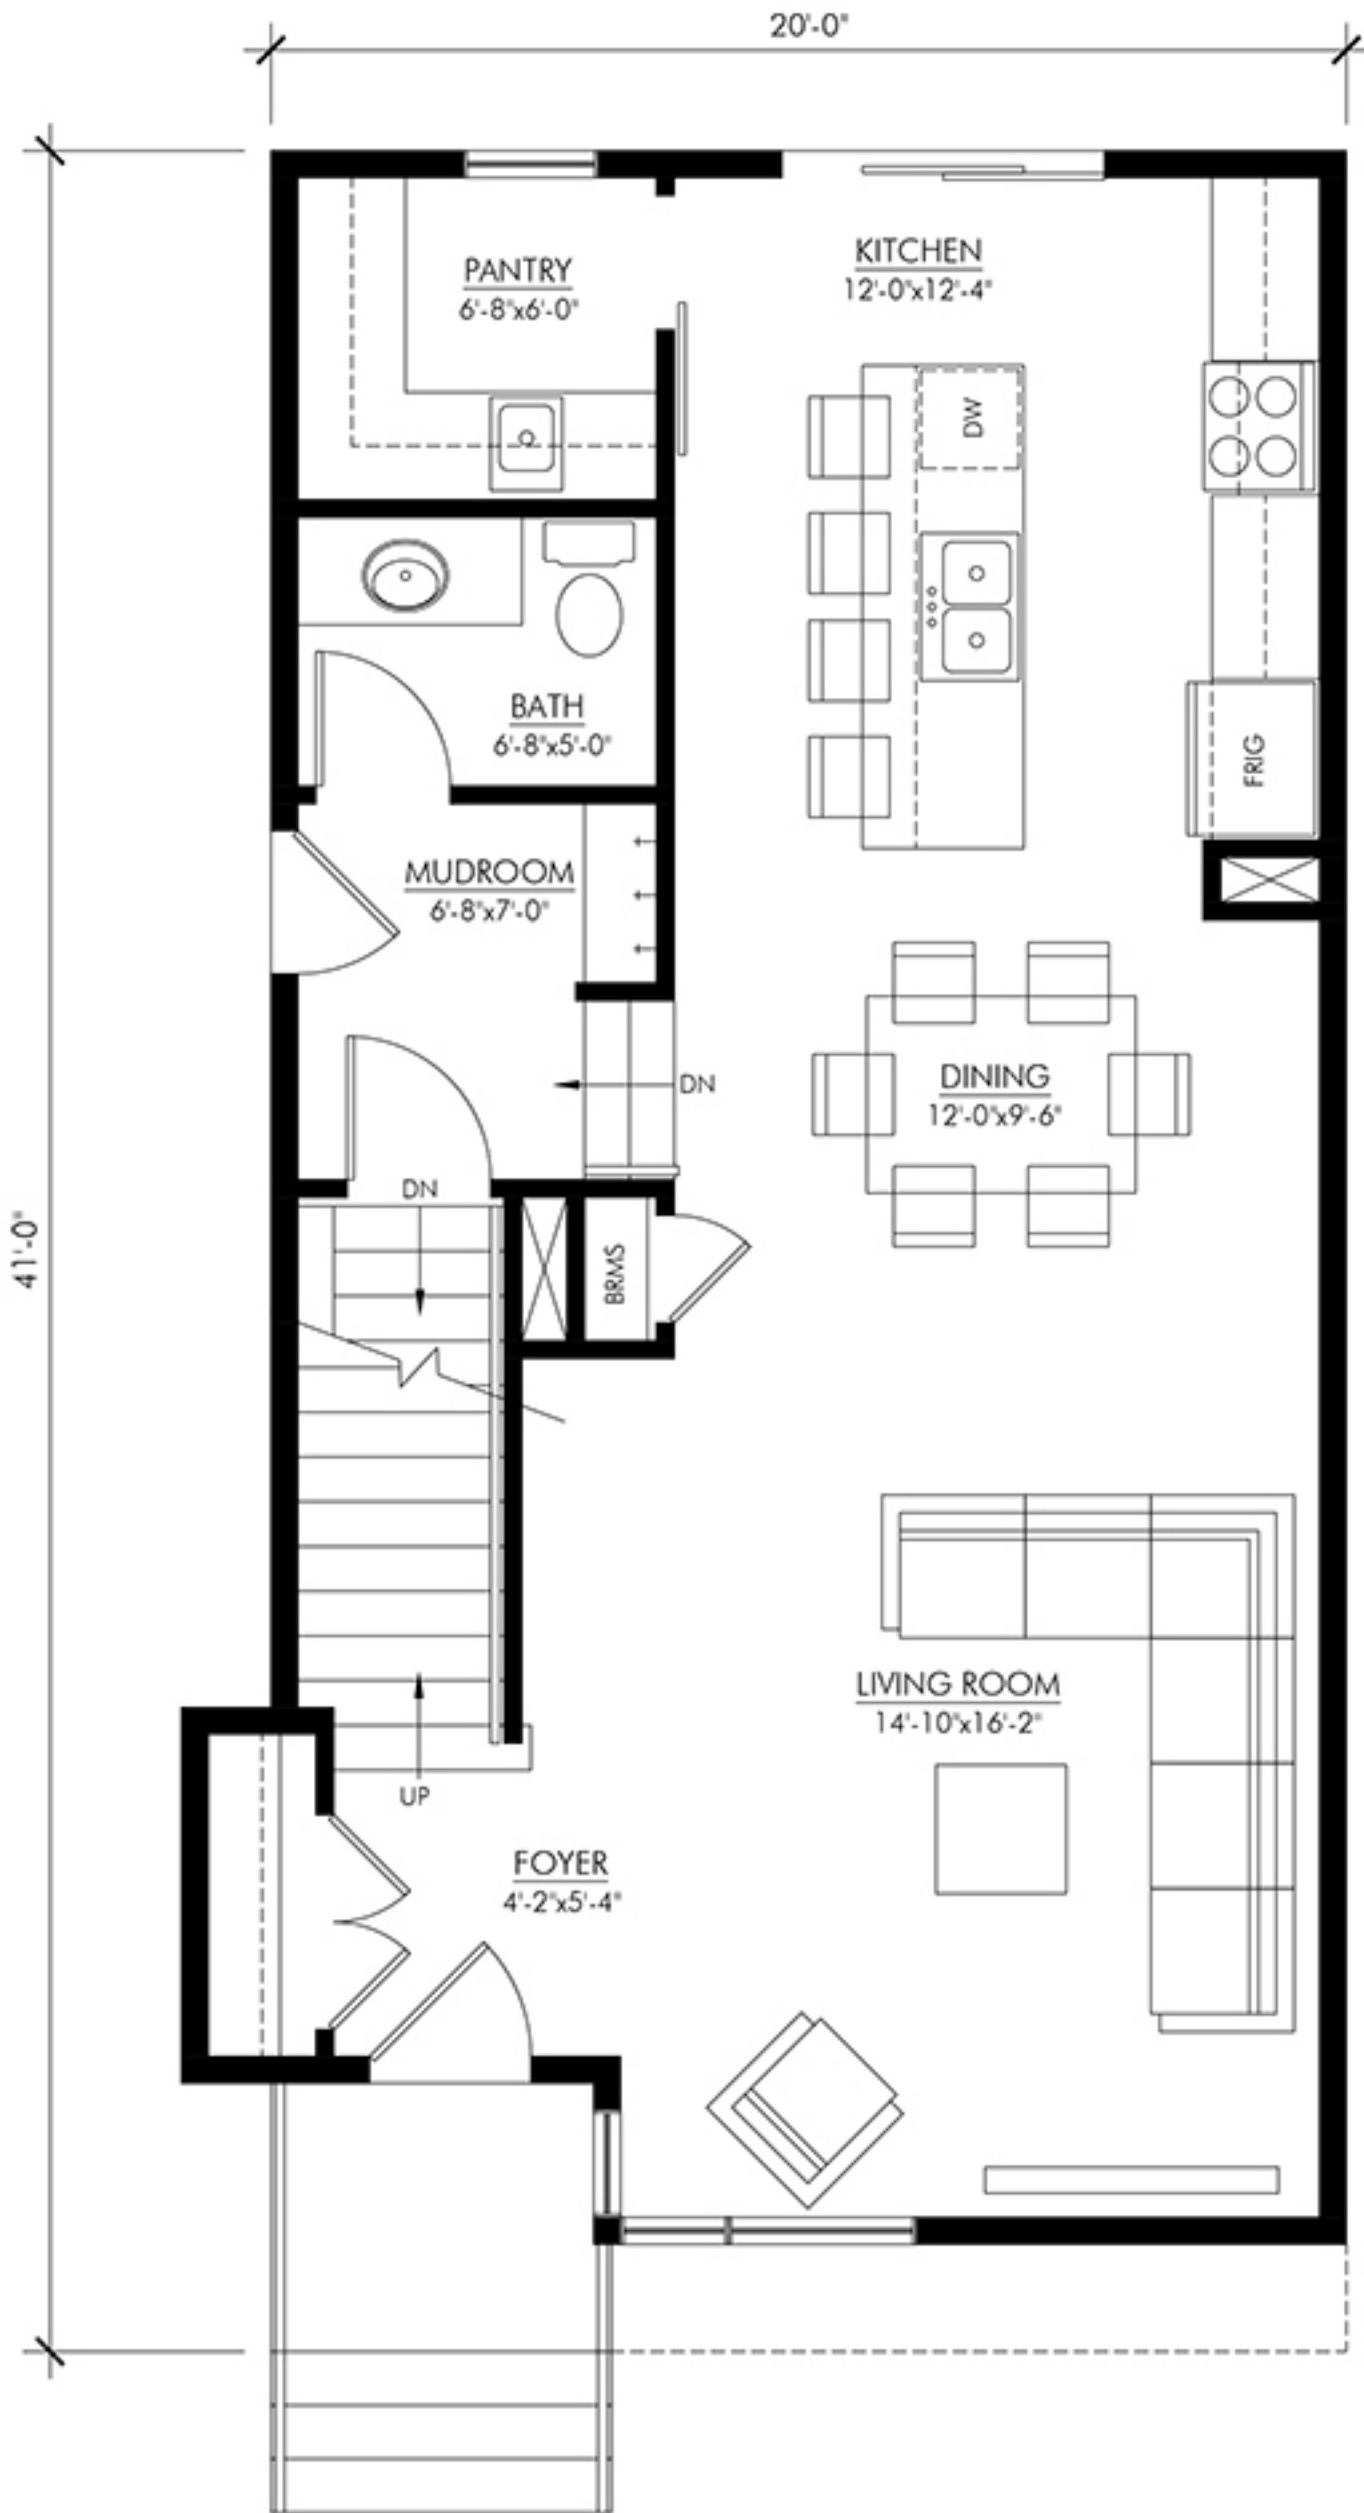 20'-0"
PANTRY
6'-8"x6'-0"
KITCHEN
12'-0"x12'-4"
DW
BATH
6'-8"x5'-0"
FRIG
MUDROOM
6'-8"x7'-0"
DINING
12'-0"x9'-6"
DN
DN
BRMS
41'-0"
LIVING ROOM
14'-10"x16'-2"
UP
FOYER
4'-2"x5'-4"